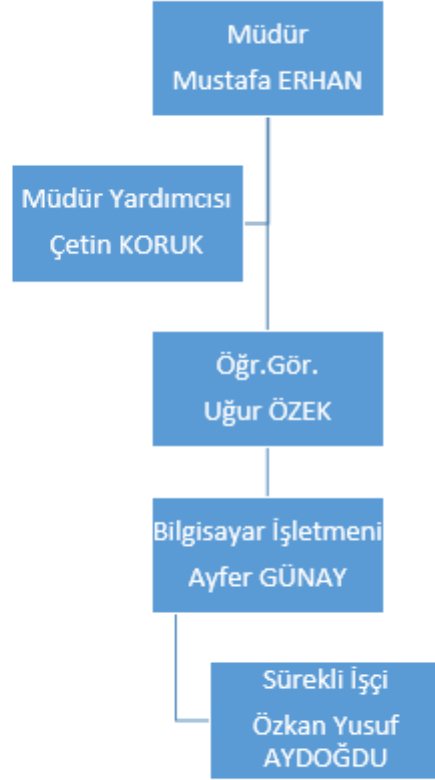 Müdür
Mustafa ERHAN
Müdür Yardımcısı
Çetin KORUK
Öğr.Gör.
Uğur ÖZEK
Bilgisayar İşletmeni
Ayfer GÜNAY
Sürekli İşçi
Özkan Yusuf
AYDOĞDU